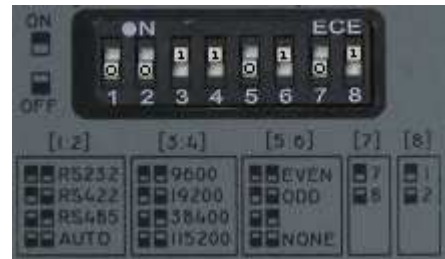 ON
ON ECE
0 0 1 1 0 1 0 1
OFF
1 2 3 4 5 6 7 8
[1:2] [3:4] [5:6] [7] [8]
RS232 9600 EVEN 7 1
RS422 19200 ODD 8 2
RS485 38400
AUTO 115200 NONE